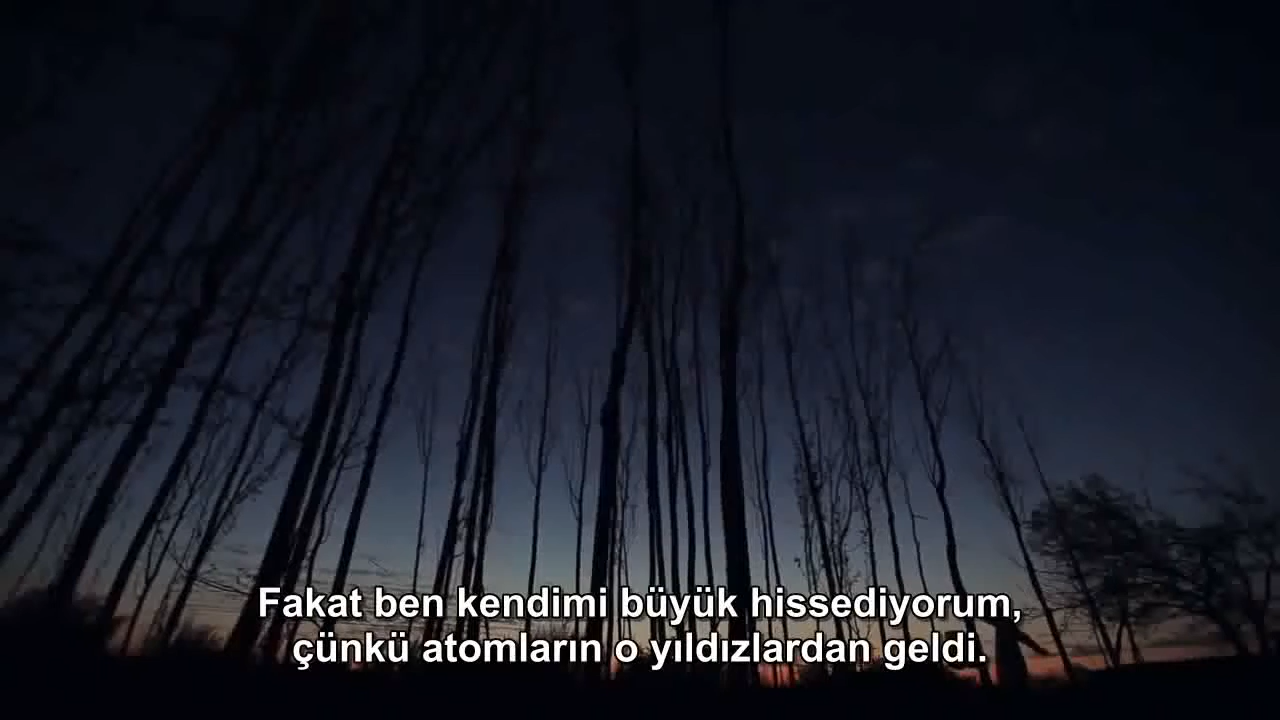 Fakat ben kendimi büyük hissediyorum,
çünkü atomların o yıldızlardan geldi.